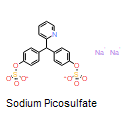 N
Na Na
O O
O S O⁻ ⁻O S O
O O
Sodium Picosulfate